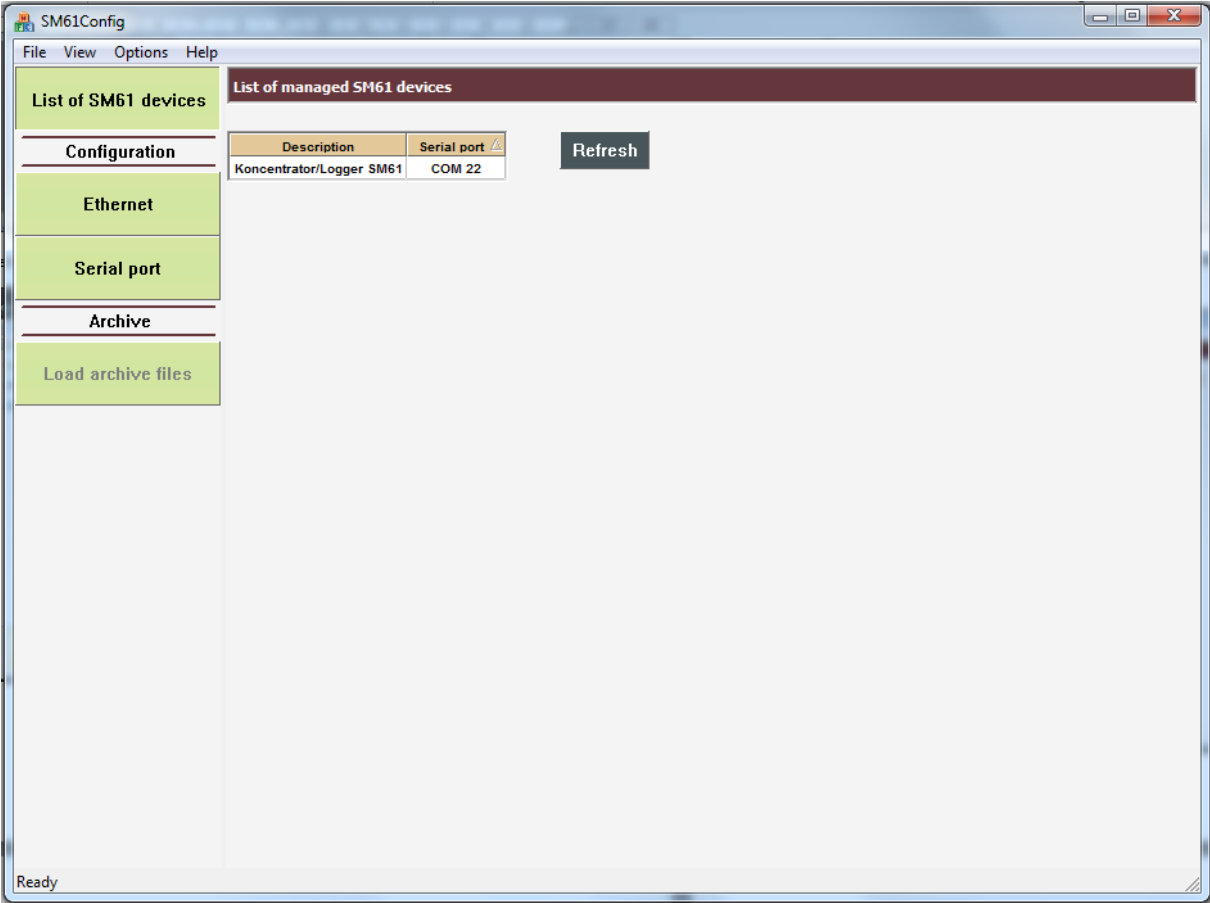 SM61Config
File View Options Help
List of SM61 devices
Configuration
Ethernet
Serial port
Archive
Load archive files
List of managed SM61 devices
Description Serial port
Koncentrator/Logger SM61 COM 22
Refresh
Ready